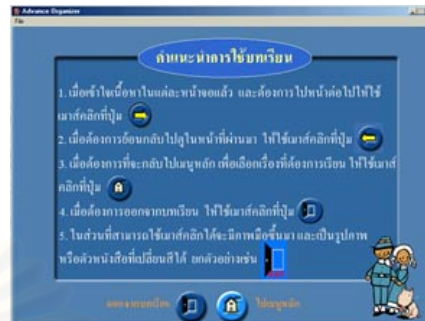 Advance Organizer
File
คำแนะนำการใช้บทเรียน
1. เมื่อเข้าใจเนื้อหาในแต่ละหน้าจอแล้ว และต้องการไปหน้าต่อไปให้ใช้
เมาส์คลิกที่ปุ่ม
2. เมื่อต้องการย้อนกลับไปดูในหน้าที่ผ่านมา ให้ใช้เมาส์คลิกที่ปุ่ม
3. เมื่อต้องการที่จะกลับไปเมนูหลัก เพื่อเลือกเรื่องที่ต้องการเรียน ให้ใช้เมาส์
คลิกที่ปุ่ม
4. เมื่อต้องการออกจากบทเรียน ให้ใช้เมาส์คลิกที่ปุ่ม
5. ในส่วนที่สามารถใช้เมาส์คลิกได้จะมีภาพมือขึ้นมา และเป็นรูปภาพ
หรือตัวหนังสือที่เปลี่ยนสีได้ ยกตัวอย่างเช่น
ออกจากบทเรียน ไปเมนูหลัก